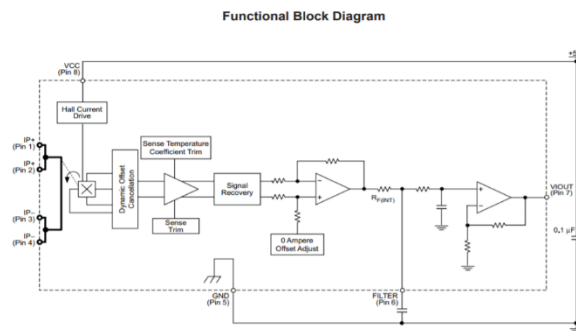 Functional Block Diagram
VCC
(Pin 8)
Hall Current
Drive
IP+
(Pin 1)
IP+
(Pin 2)
IP−
(Pin 3)
IP−
(Pin 4)
Dynamic Offset
Cancellation
Sense Temperature
Coefficient Trim
Sense
Trim
Signal
Recovery
0 Ampere
Offset Adjust
RF(INT)
VIOUT
(Pin 7)
0.1 µF
GND
(Pin 5)
FILTER
(Pin 6)